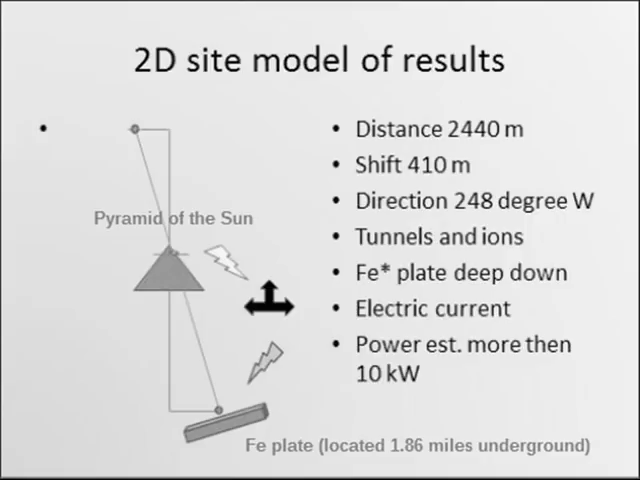 2D site model of results
Distance 2440 m
Shift 410 m
Direction 248 degree W
Tunnels and ions
Fe* plate deep down
Electric current
Power est. more then
10 kW
Pyramid of the Sun
Fe plate (located 1.86 miles underground)